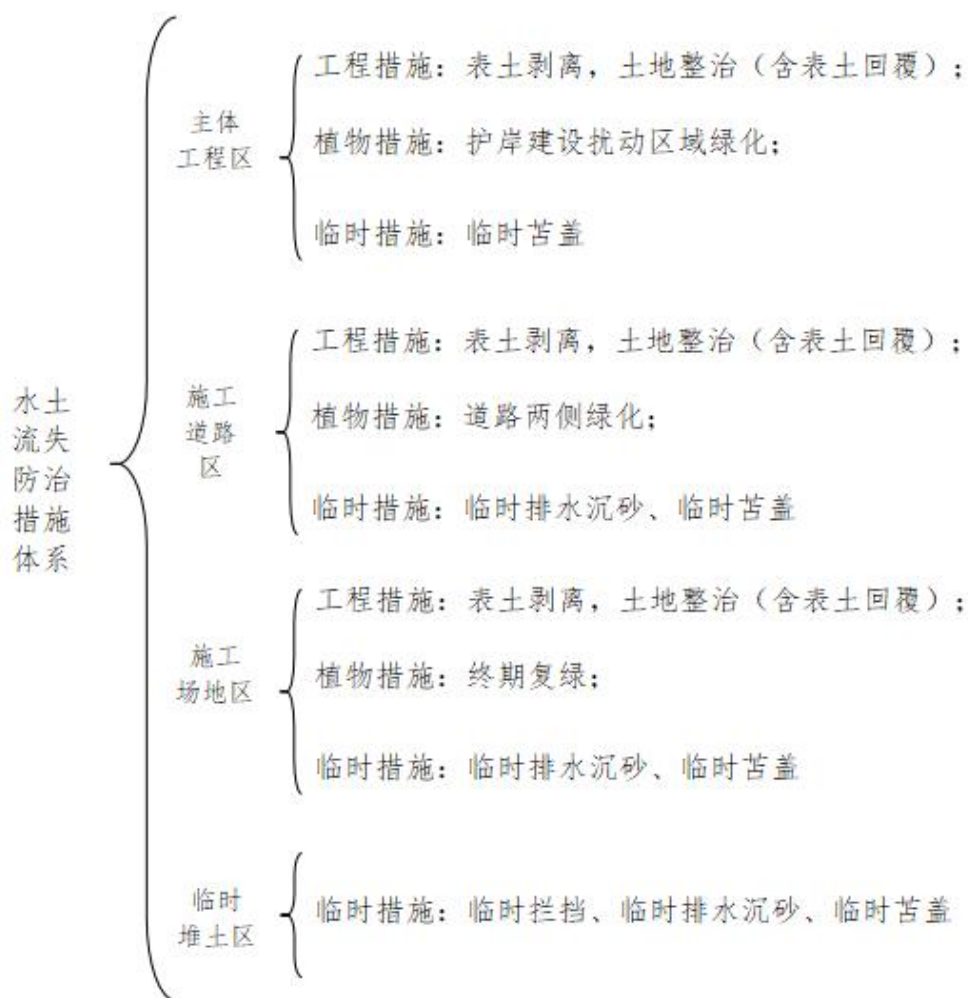 水土
流失
防治
措施
体系
主体
工程区
工程措施：表土剥离，土地整治（含表土回覆）；
植物措施：护岸建设扰动区域绿化；
临时措施：临时苫盖
施工
道路
区
工程措施：表土剥离，土地整治（含表土回覆）；
植物措施：道路两侧绿化；
临时措施：临时排水沉砂、临时苫盖
施工
场地区
工程措施：表土剥离，土地整治（含表土回覆）；
植物措施：终期复绿；
临时措施：临时排水沉砂、临时苫盖
临时
堆土区
临时措施：临时拦挡、临时排水沉砂、临时苫盖